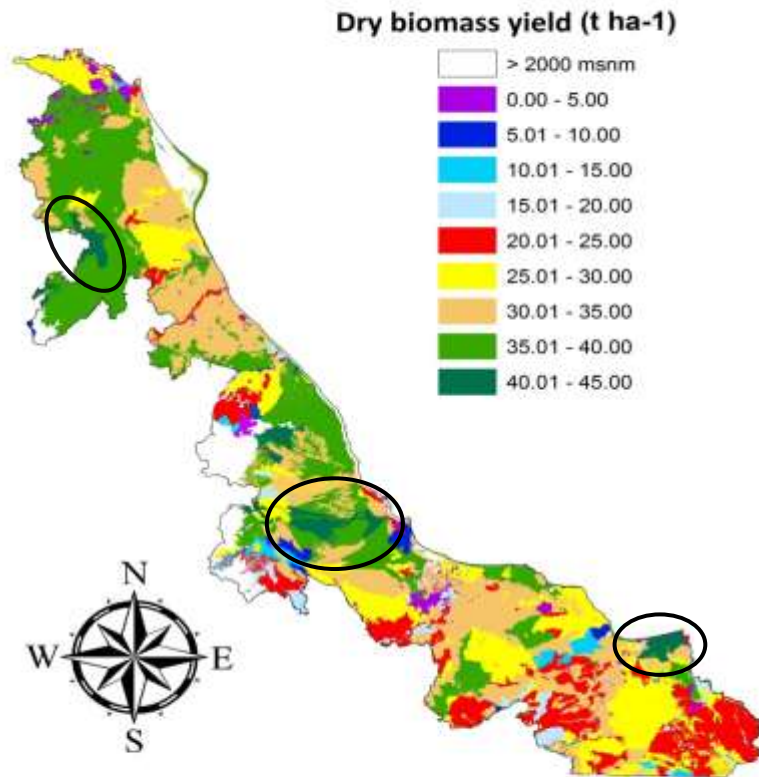 Dry biomass yield (t ha-1)
> 2000 msnm
0.00 - 5.00
5.01 - 10.00
10.01 - 15.00
15.01 - 20.00
20.01 - 25.00
25.01 - 30.00
30.01 - 35.00
35.01 - 40.00
40.01 - 45.00
N
W E
S